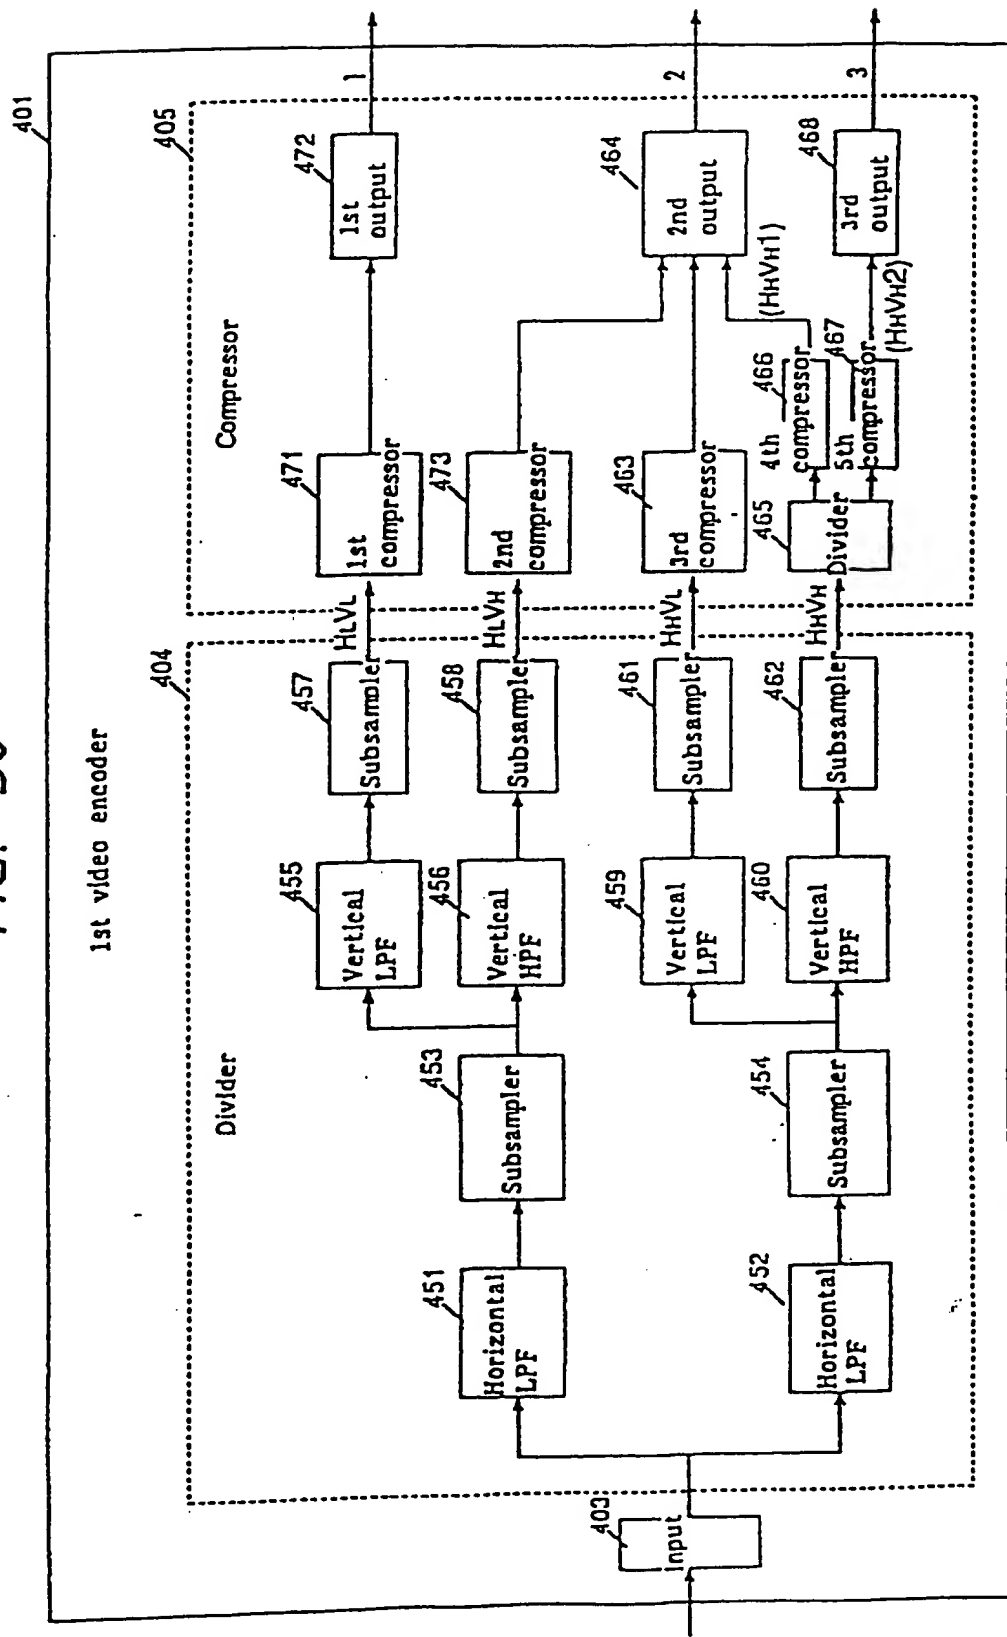 401
1st video encoder
404
Divider
405
Compressor
403
Input
451
Horizontal
LPF
453
Subsampler
455
Vertical
LPF
457
Subsampler
HLVL
471
1st
compressor
472
1st
output
1
456
Vertical
HPF
458
Subsampler
HLVH
473
2nd
compressor
452
Horizontal
LPF
454
Subsampler
459
Vertical
LPF
461
Subsampler
HHVL
463
3rd
compressor
464
2nd
output
2
460
Vertical
HPF
462
Subsampler
HHVH
465
Divider
466
4th
compressor
(HHVH1)
467
5th
compressor
(HHVH2)
468
3rd
output
3